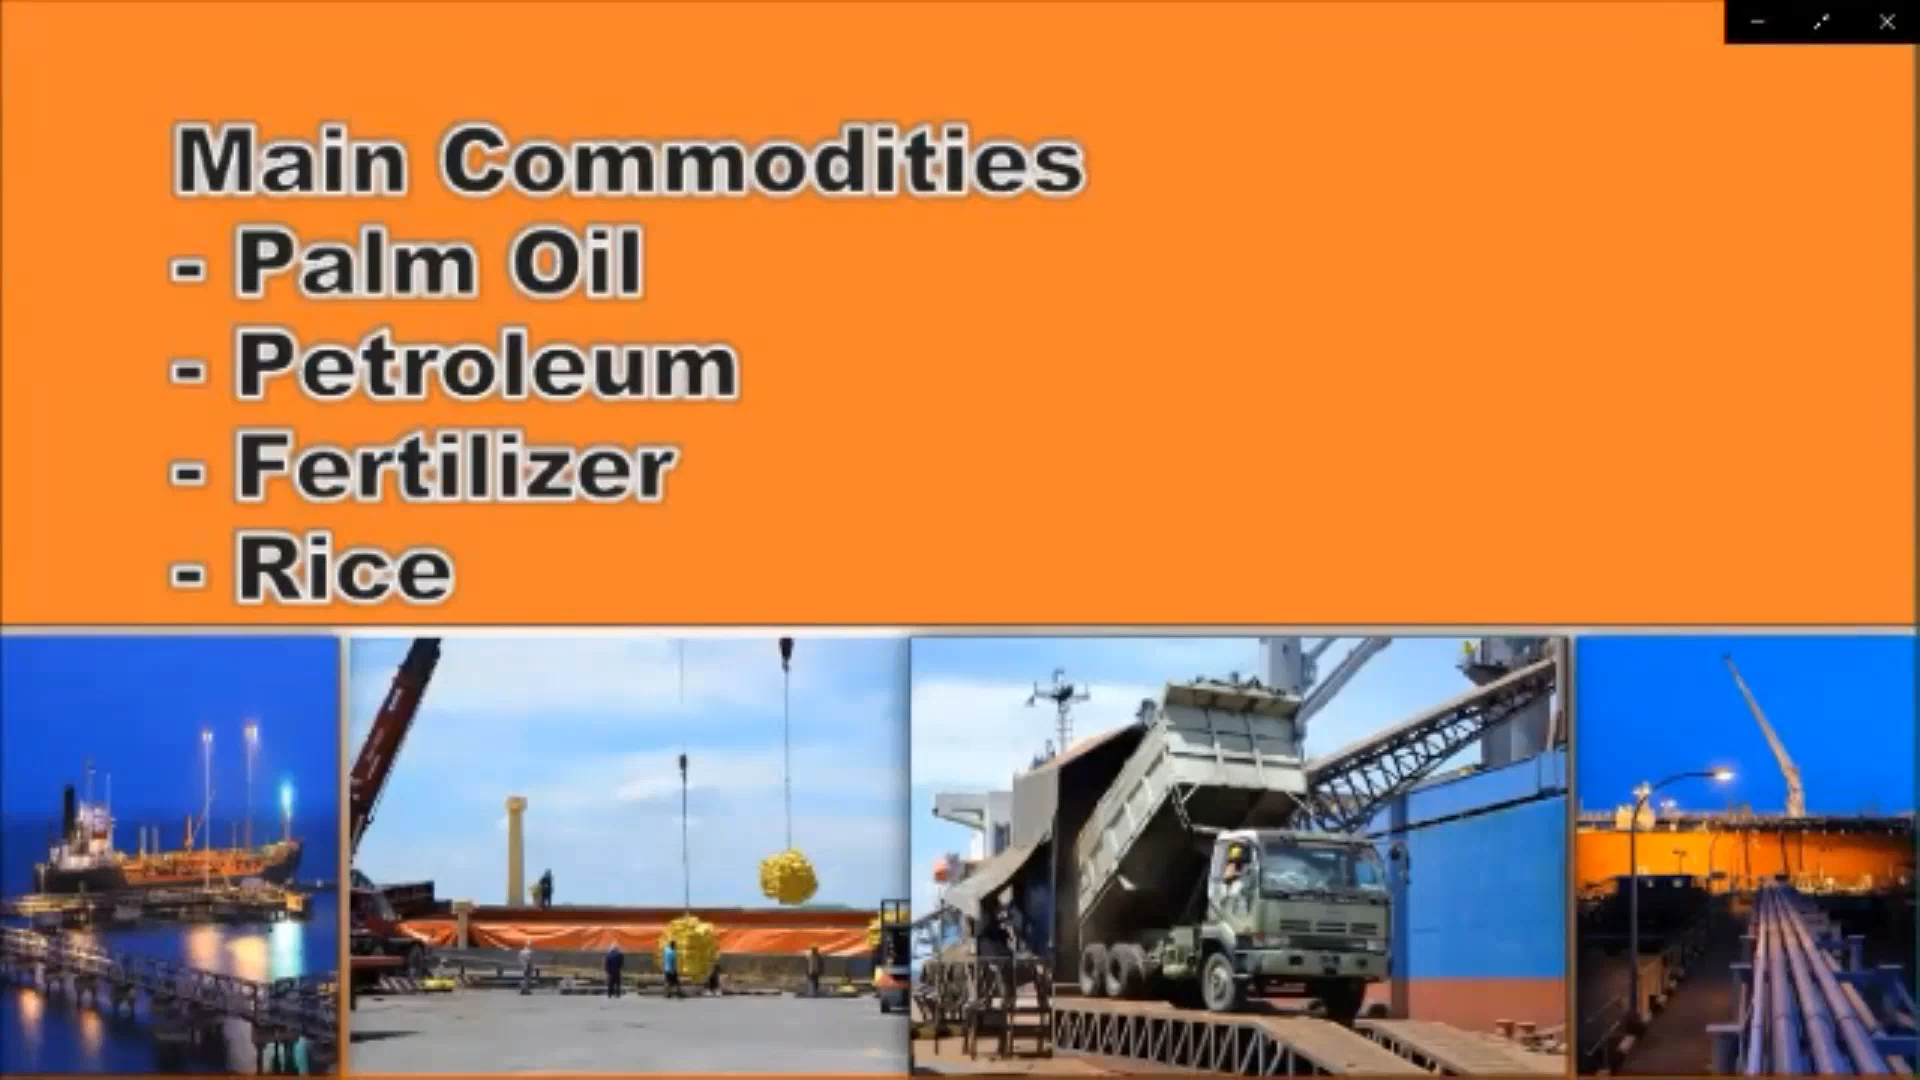 Main Commodities
- Palm Oil
- Petroleum
- Fertilizer
- Rice